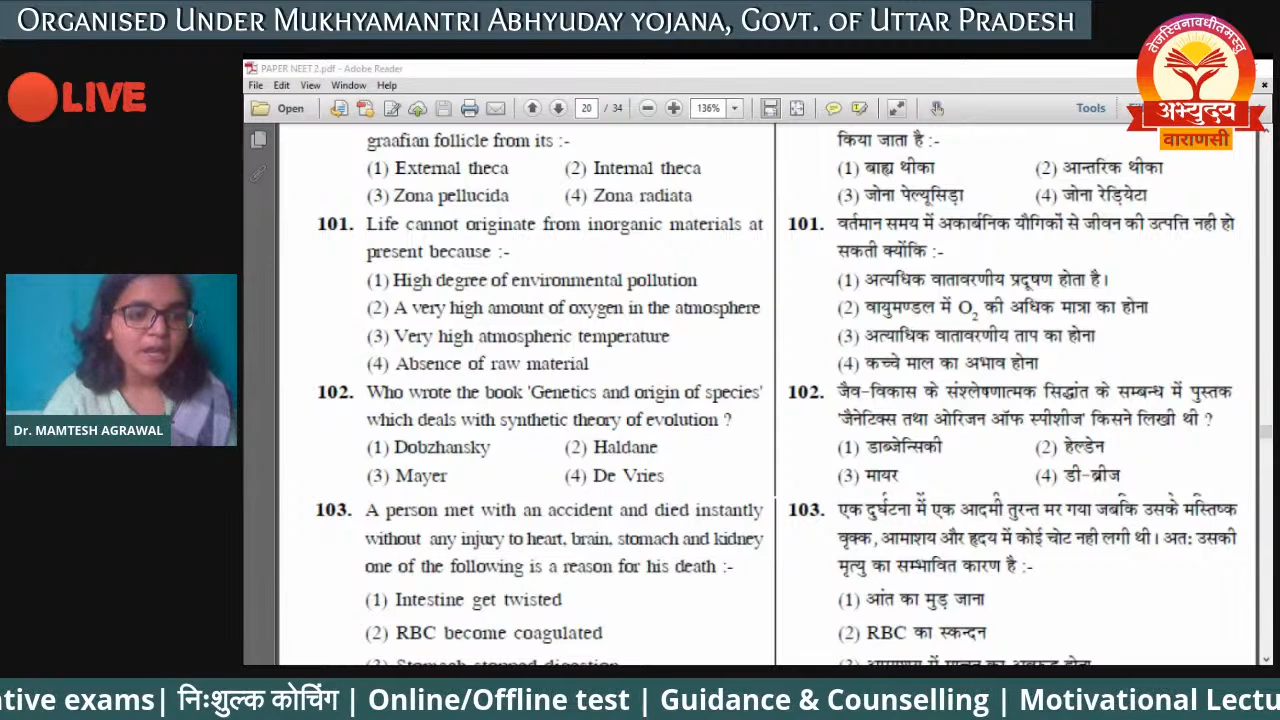 ORGANISED UNDER MUKHYAMANTRI ABHYUDAY YOJANA, GOVT. OF UTTAR PRADESH
LIVE
तेजस्विनावधीतमस्तु
अभ्युदय
वाराणसी
PAPER NEET 2.pdf - Adobe Reader
File Edit View Window Help
Open 20 / 34 136% Tools
graafian follicle from its :-
(1) External theca (2) Internal theca
(3) Zona pellucida (4) Zona radiata
101. Life cannot originate from inorganic materials at
present because :-
(1) High degree of environmental pollution
(2) A very high amount of oxygen in the atmosphere
(3) Very high atmospheric temperature
(4) Absence of raw material
102. Who wrote the book 'Genetics and origin of species'
which deals with synthetic theory of evolution ?
(1) Dobzhansky (2) Haldane
(3) Mayer (4) De Vries
103. A person met with an accident and died instantly
without any injury to heart, brain, stomach and kidney
one of the following is a reason for his death :-
(1) Intestine get twisted
(2) RBC become coagulated
(3) Stomach stopped digestion
किया जाता है :-
(1) बाह्य थीका (2) आन्तरिक थीका
(3) जोना पेल्यूसिड़ा (4) जोना रेड़ियेटा
101. वर्तमान समय में अकार्बनिक यौगिकों से जीवन की उत्पत्ति नही हो
सकती क्योंकि :-
(1) अत्यधिक वातावरणीय प्रदूषण होता है।
(2) वायुमण्डल में O2 की अधिक मात्रा का होना
(3) अत्याधिक वातावरणीय ताप का होना
(4) कच्चे माल का अभाव होना
102. जैव-विकास के संश्लेषणात्मक सिद्धांत के सम्बन्ध में पुस्तक
'जैनेटिक्स तथा ओरिजन ऑफ स्पीशीज' किसने लिखी थी ?
(1) डाब्जेन्सिकी (2) हेल्डेन
(3) मायर (4) डी-ब्रीज
103. एक दुर्घटना में एक आदमी तुरन्त मर गया जबकि उसके मस्तिष्क
वृक्क, आमाशय और हृदय में कोई चोट नही लगी थी। अतः उसकी
मृत्यु का सम्भावित कारण है :-
(1) आंत का मुड़ जाना
(2) RBC का स्कन्दन
Dr. MAMTESH AGRAWAL
ative exams| निःशुल्क कोचिंग | Online/Offline test | Guidance & Counselling | Motivational Lectu